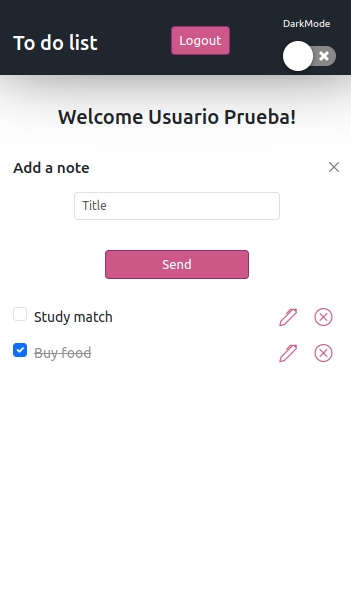 DarkMode
To do list
Logout
Welcome Usuario Prueba!
Add a note
Title
Send
Study match
Buy food